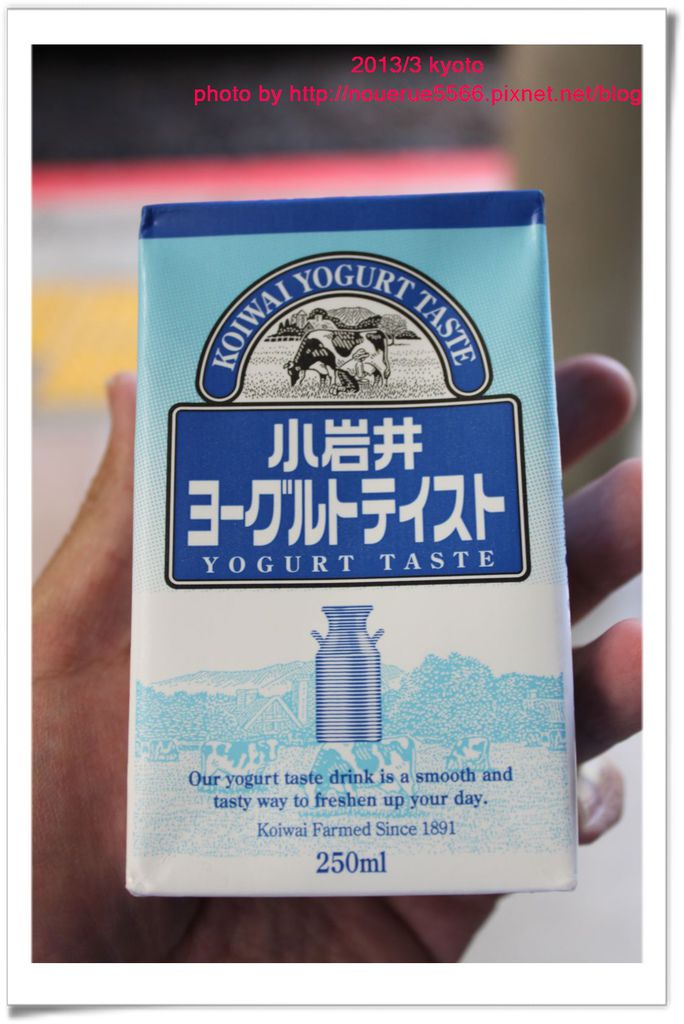 2013/3 kyoto
photo by http://nouerue5566.pixnet.net/blog
KOIWAI YOGURT TASTE
小岩井
ヨーグルトテイスト
YOGURT TASTE
Our yogurt taste drink is a smooth and
tasty way to freshen up your day.
Koiwai Farmed Since 1891
250ml